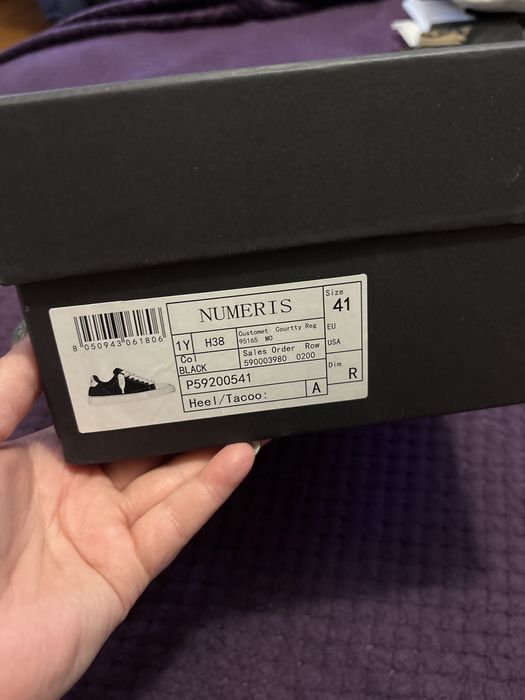 NUMERIS
Size
41
EU
USA
8 050943 061806
1Y H38
Customet Courtty Reg
95165 MO
Col
BLACK
Sales Order Row
590003980 0200
P59200541
Heel/Tacoo: A
Dim
R